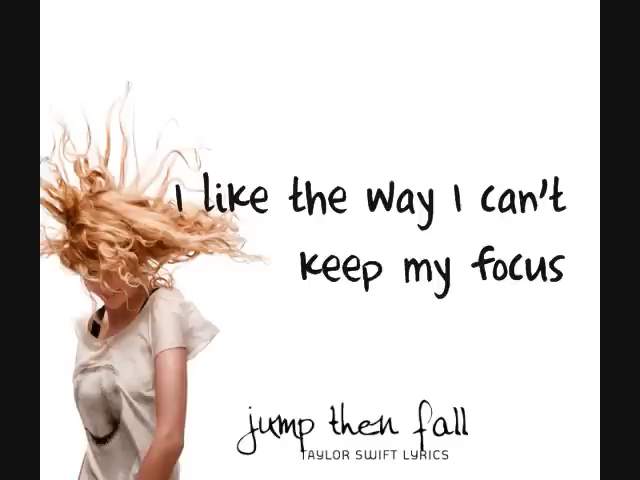 I like the way I can't
keep my focus
jump then fall
TAYLOR SWIFT LYRICS